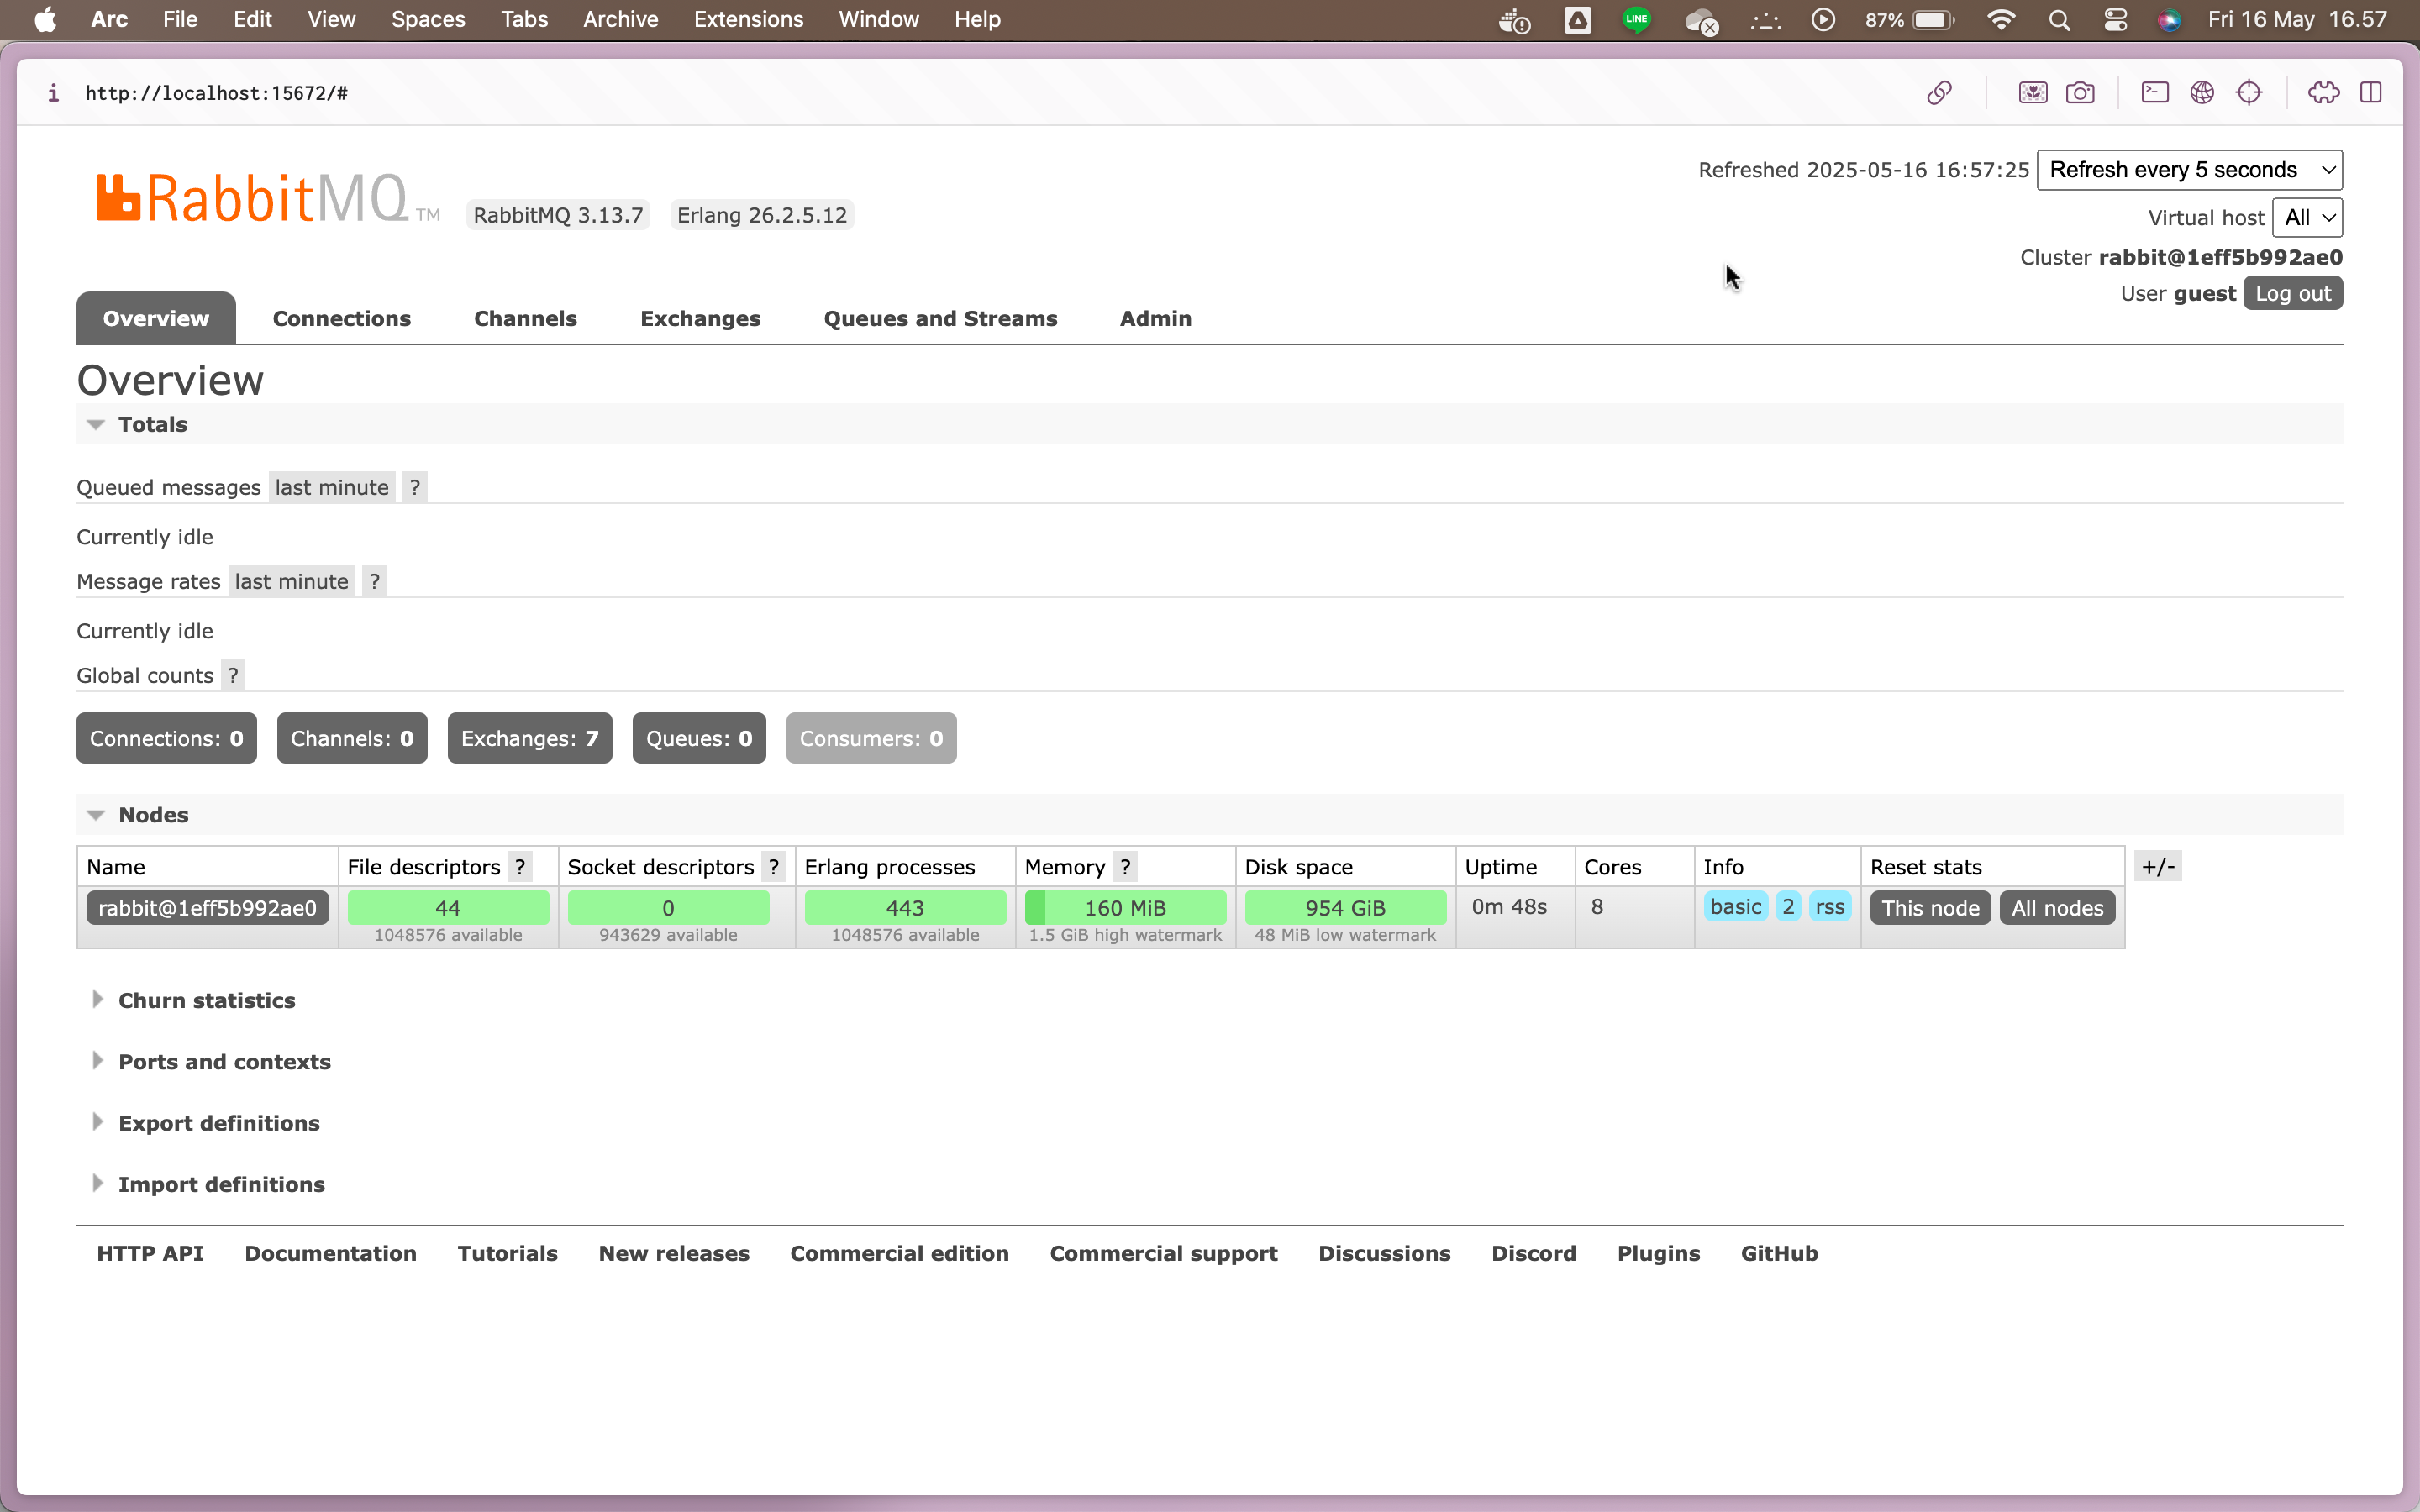 Arc File Edit View Spaces Tabs Archive Extensions Window Help LINE 87% Fri 16 May 16.57
http://localhost:15672/#
RabbitMQ TM RabbitMQ 3.13.7 Erlang 26.2.5.12
Refreshed 2025-05-16 16:57:25 Refresh every 5 seconds
Virtual host All
Cluster rabbit@1eff5b992ae0
User guest Log out
Overview Connections Channels Exchanges Queues and Streams Admin
Overview
Totals
Queued messages last minute ?
Currently idle
Message rates last minute ?
Currently idle
Global counts ?
Connections: 0 Channels: 0 Exchanges: 7 Queues: 0 Consumers: 0
Nodes
Name File descriptors ? Socket descriptors ? Erlang processes Memory ? Disk space Uptime Cores Info Reset stats +/-
rabbit@1eff5b992ae0 44 0 443 160 MiB 954 GiB 0m 48s 8 basic 2 rss This node All nodes
1048576 available 943629 available 1048576 available 1.5 GiB high watermark 48 MiB low watermark
Churn statistics
Ports and contexts
Export definitions
Import definitions
HTTP API Documentation Tutorials New releases Commercial edition Commercial support Discussions Discord Plugins GitHub